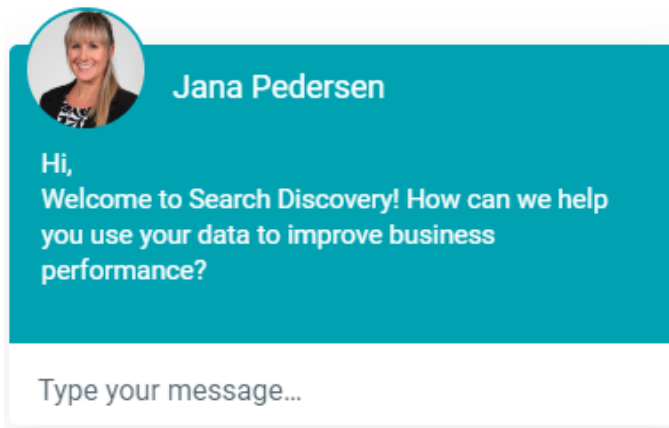 Jana Pedersen
Hi,
Welcome to Search Discovery! How can we help
you use your data to improve business
performance?
Type your message...